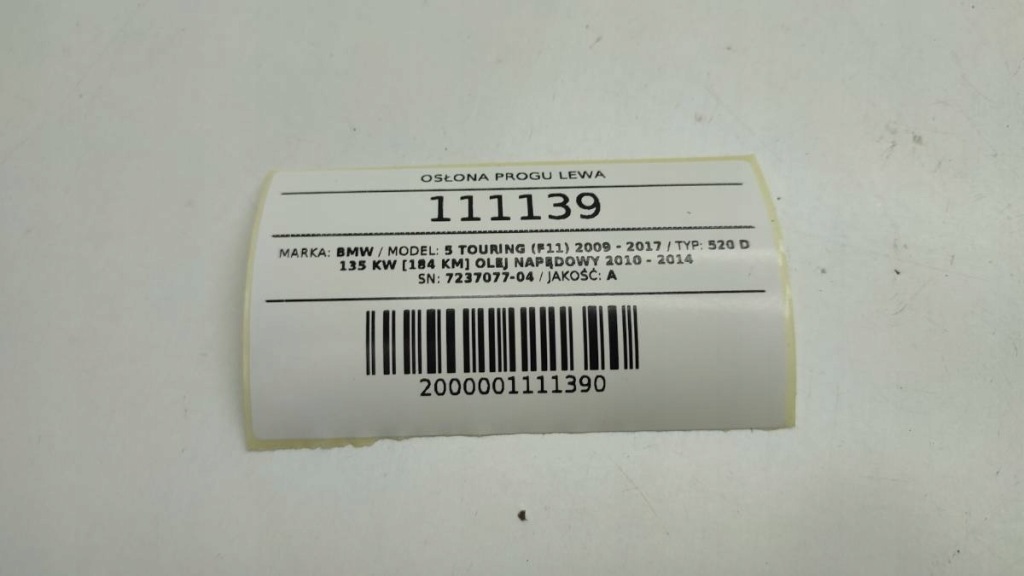 OSŁONA PROGU LEWA
111139
MARKA: BMW / MODEL: 5 TOURING (F11) 2009 - 2017 / TYP: 520 D
135 KW [184 KM] OLEJ NAPĘDOWY 2010 - 2014
SN: 7237077-04 / JAKOŚĆ: A
2000001111390